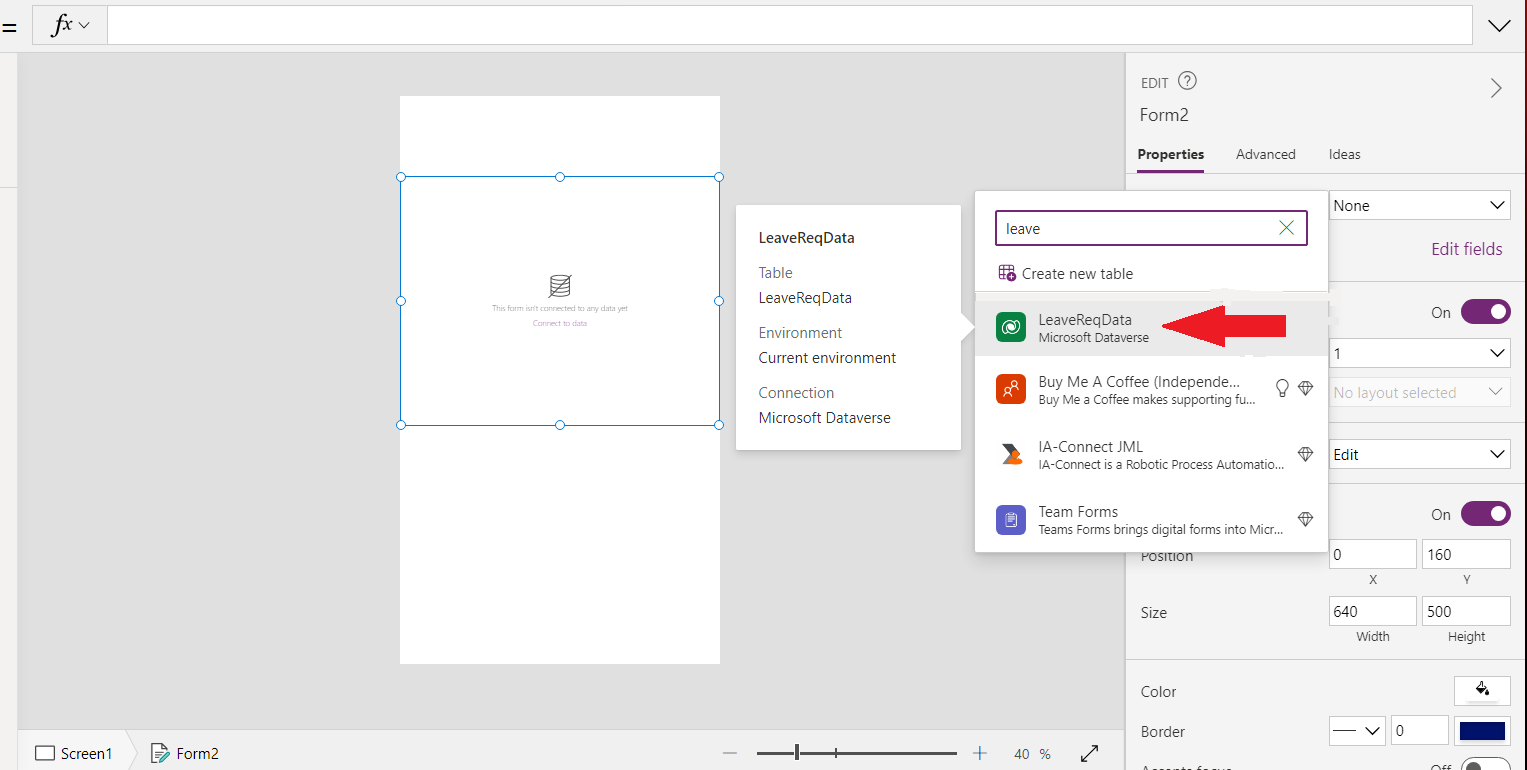 =
fx
EDIT
Form2
Properties Advanced Ideas
None
Edit fields
On
1
No layout selected
Edit
On
Position
0
160
X
Y
Size
640
500
Width
Height
Color
Border
0
Off
leave
Create new table
LeaveReqData
Microsoft Dataverse
Buy Me A Coffee (Independe...
Buy Me a Coffee makes supporting fu...
IA-Connect JML
IA-Connect is a Robotic Process Automatio...
Team Forms
Teams Forms brings digital forms into Micr...
LeaveReqData
Table
LeaveReqData
Environment
Current environment
Connection
Microsoft Dataverse
This form isn't connected to any data yet
Connect to data
Screen1
Form2
40 %